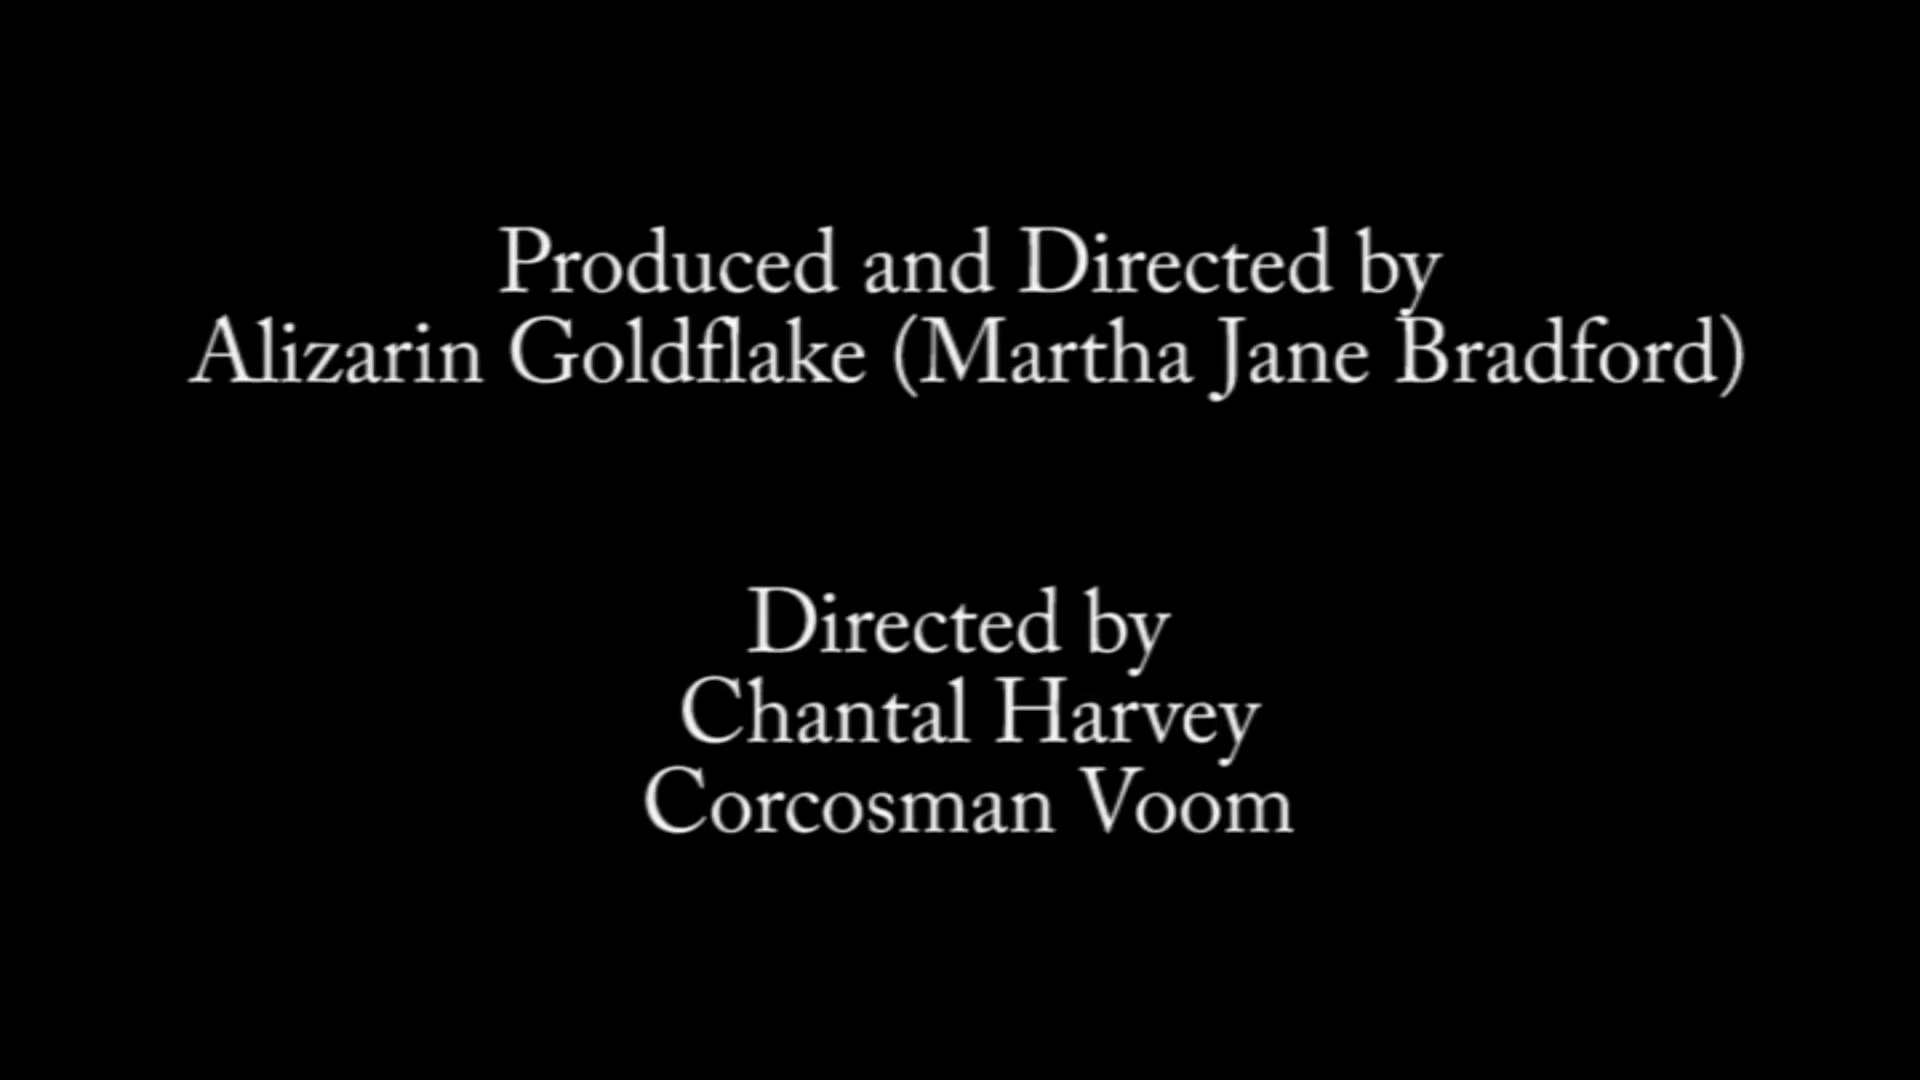 Produced and Directed by
Alizarin Goldflake (Martha Jane Bradford)
Directed by
Chantal Harvey
Corcosman Voom